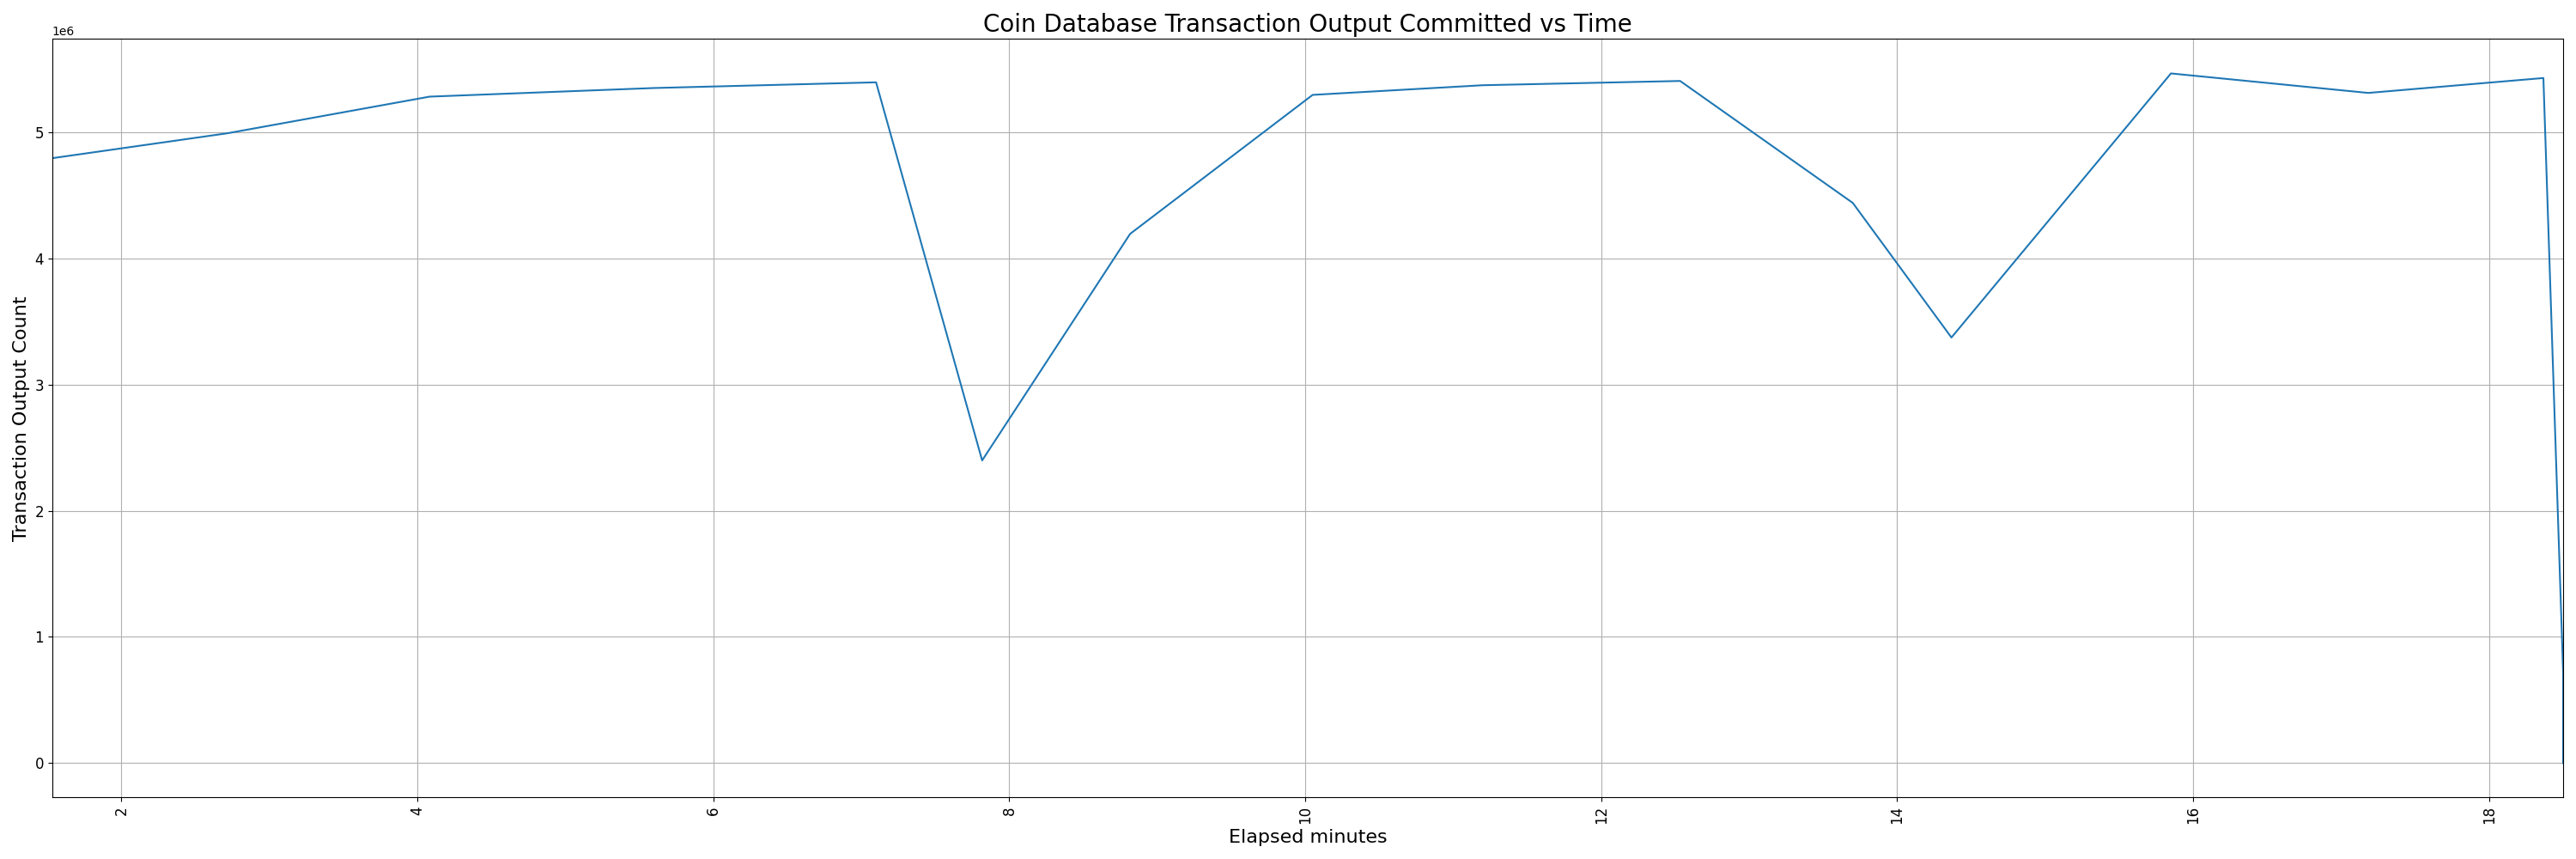 Coin Database Transaction Output Committed vs Time
1e6
5
4
3
2
1
0
Transaction Output Count
2 4 6 8 10 12 14 16 18
Elapsed minutes